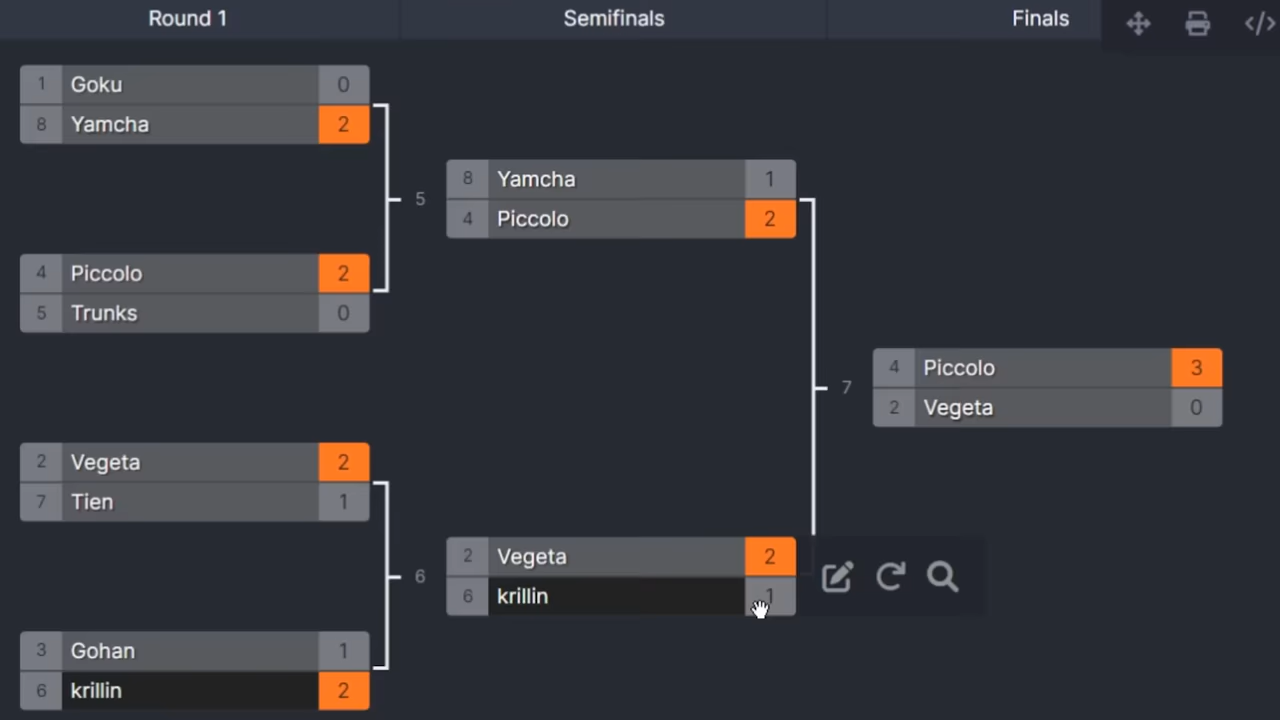 Round 1
Semifinals
Finals
</>
1 Goku 0
8 Yamcha 2
4 Piccolo 2
5 Trunks 0
2 Vegeta 2
7 Tien 1
3 Gohan 1
6 krillin 2
5
8 Yamcha 1
4 Piccolo 2
6
2 Vegeta 2
6 krillin 1
7
4 Piccolo 3
2 Vegeta 0